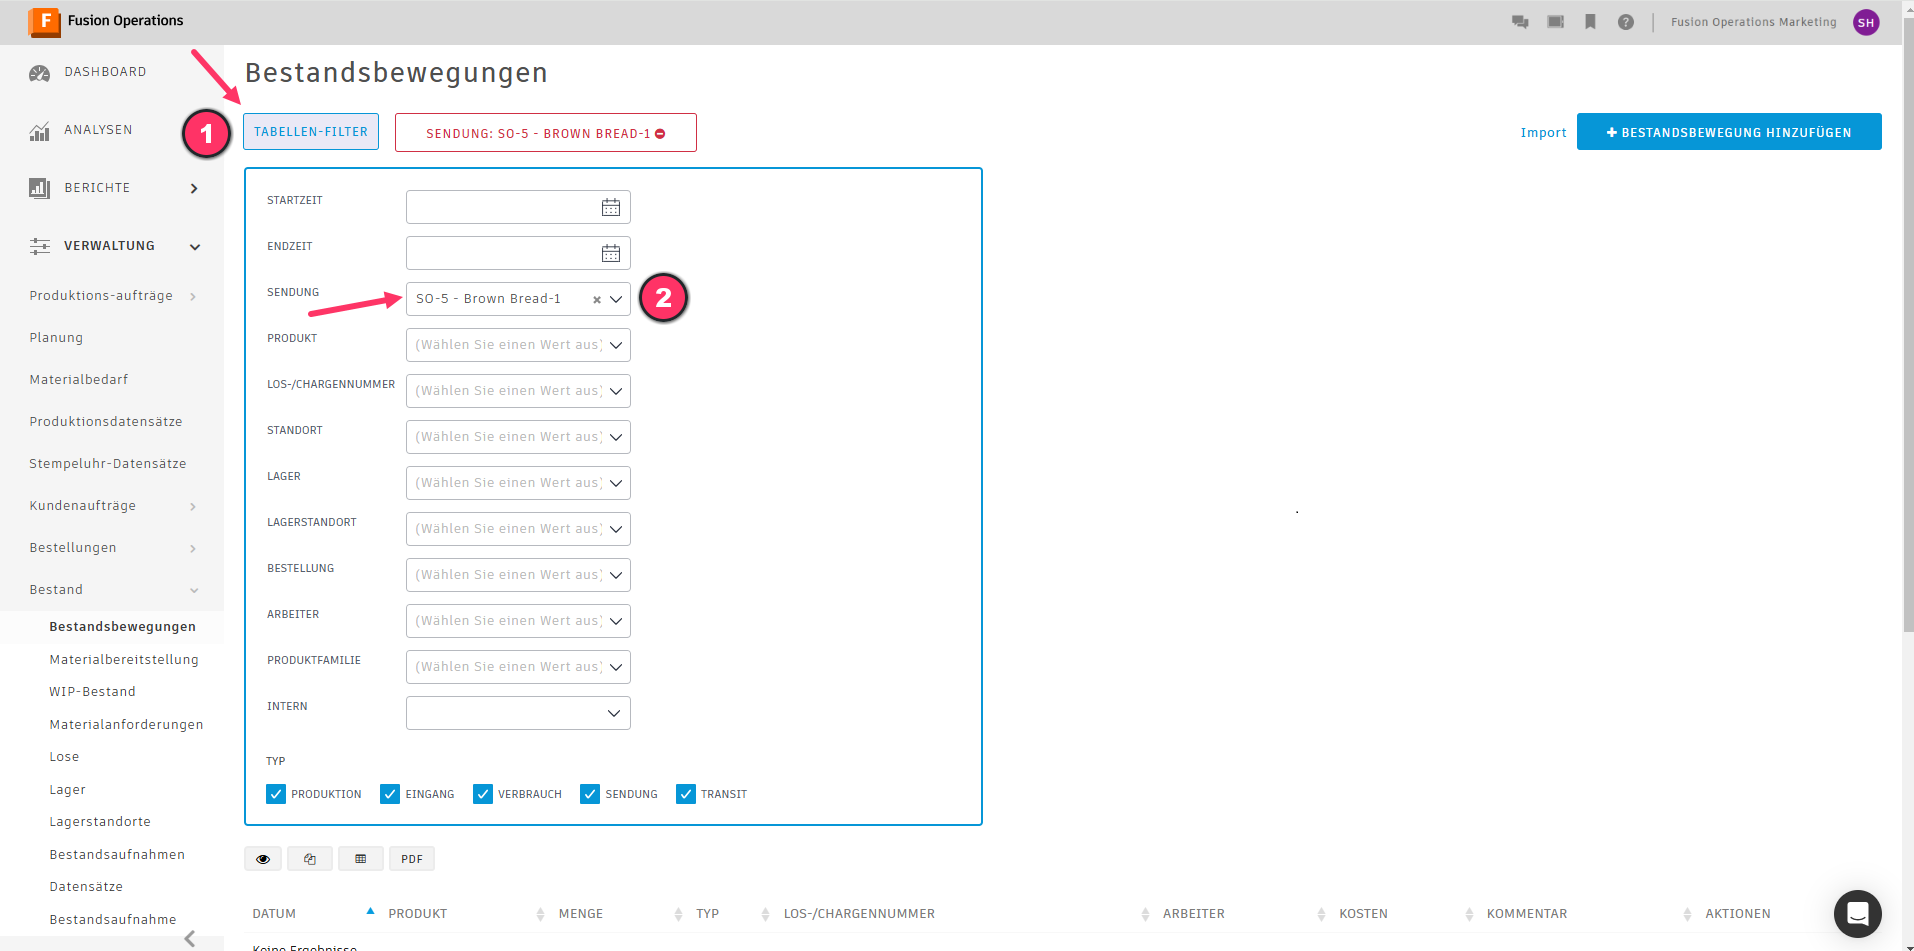 F Fusion Operations
Fusion Operations Marketing
SH
DASHBOARD
ANALYSEN
BERICHTE
VERWALTUNG
Produktions-aufträge
Planung
Materialbedarf
Produktionsdatensätze
Stempeluhr-Datensätze
Kundenaufträge
Bestellungen
Bestand
Bestandsbewegungen
Materialbereitstellung
WIP-Bestand
Materialanforderungen
Lose
Lager
Lagerstandorte
Bestandsaufnahmen
Datensätze
Bestandsaufnahme
Bestandsbewegungen
1
TABELLEN-FILTER
SENDUNG: SO-5 - BROWN BREAD-1
Import
+ BESTANDSBEWEGUNG HINZUFÜGEN
STARTZEIT
ENDZEIT
SENDUNG SO-5 - Brown Bread-1 × 2
PRODUKT (Wählen Sie einen Wert aus)
LOS-/CHARGENNUMMER (Wählen Sie einen Wert aus)
STANDORT (Wählen Sie einen Wert aus)
LAGER (Wählen Sie einen Wert aus)
LAGERSTANDORT (Wählen Sie einen Wert aus)
BESTELLUNG (Wählen Sie einen Wert aus)
ARBEITER (Wählen Sie einen Wert aus)
PRODUKTFAMILIE (Wählen Sie einen Wert aus)
INTERN
TYP
PRODUKTION EINGANG VERBRAUCH SENDUNG TRANSIT
PDF
DATUM PRODUKT MENGE TYP LOS-/CHARGENNUMMER ARBEITER KOSTEN KOMMENTAR AKTIONEN
Keine Ergebnisse